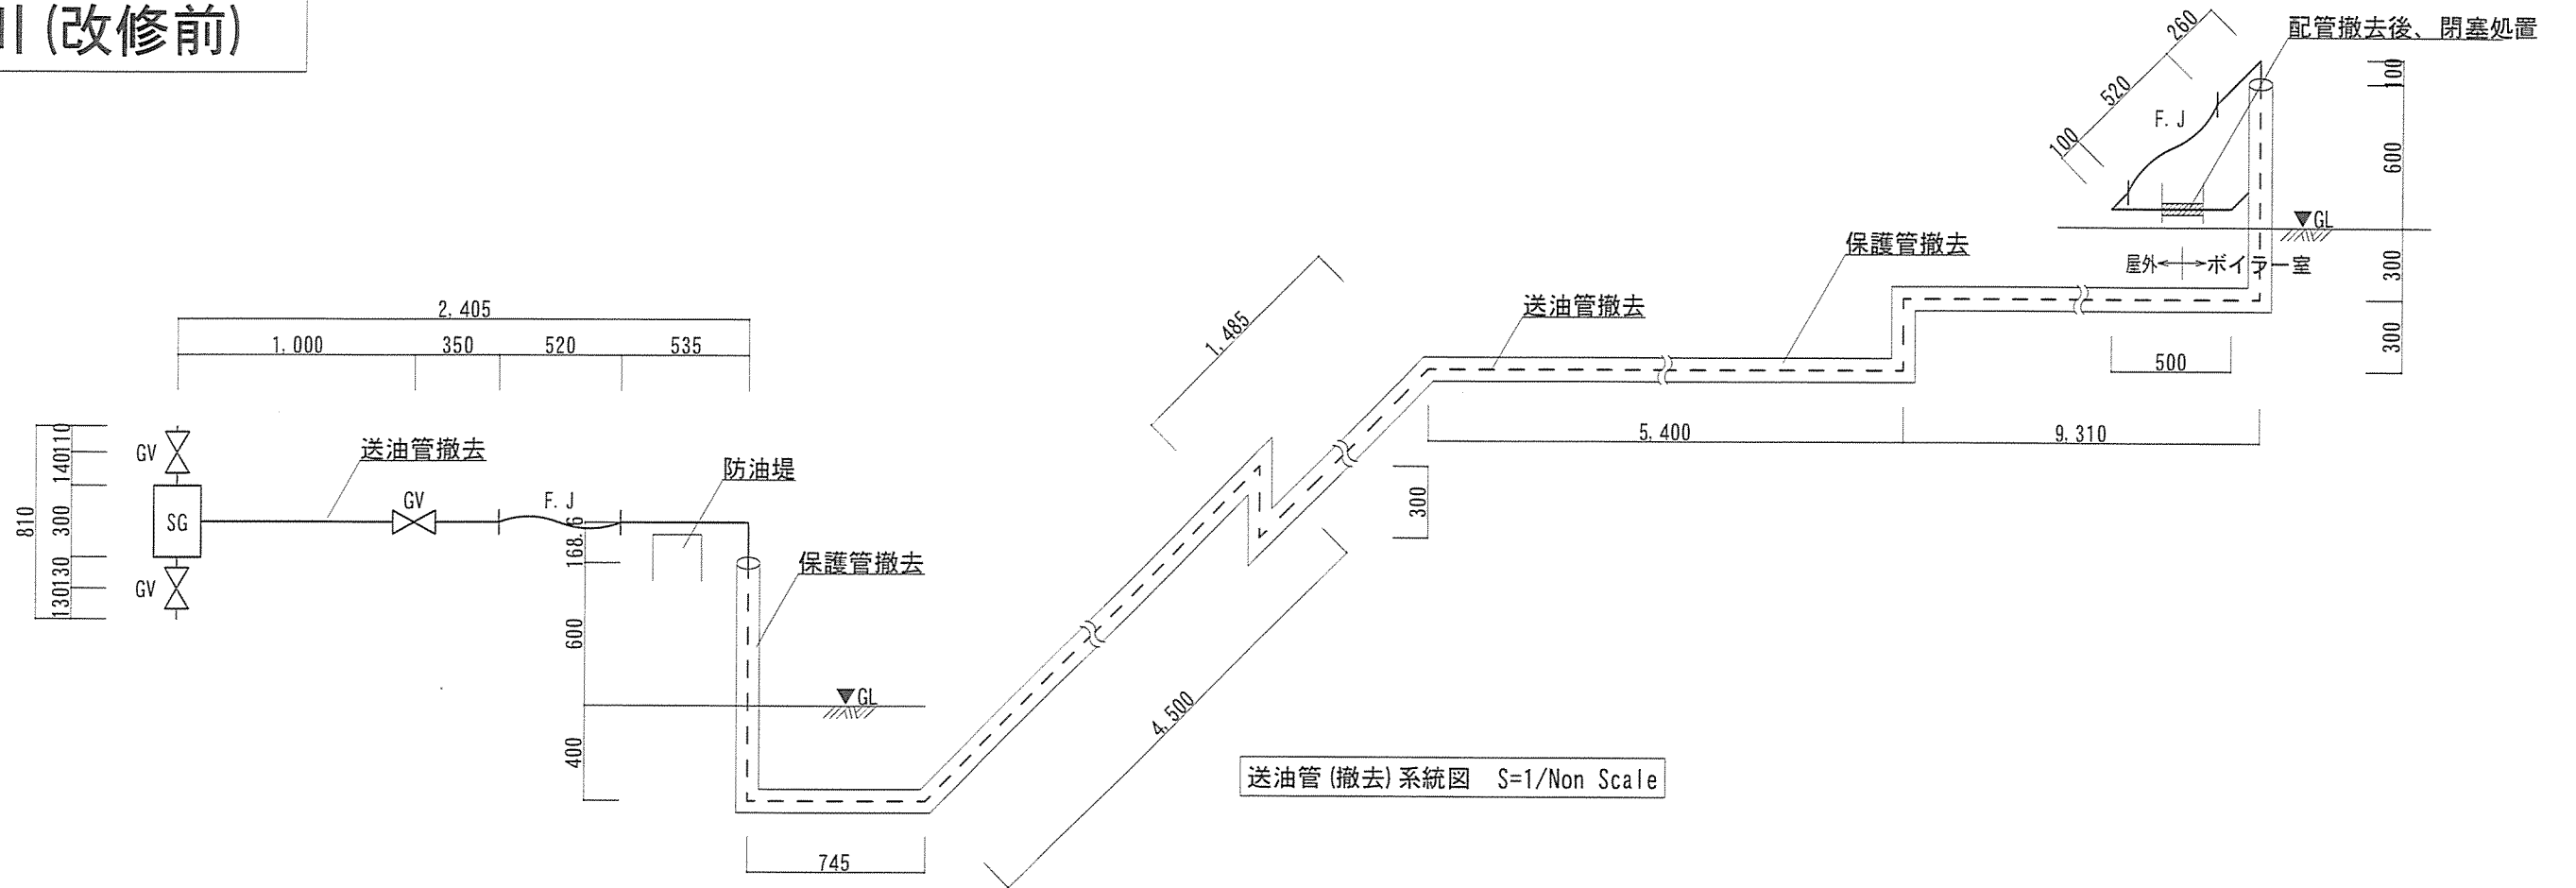 (改修前)
260
配管撤去後、閉塞処置
100
520
F. J
100
600
▼GL
保護管撤去
屋外 ボイラー室
300
2, 405
送油管撤去
1, 485
300
1, 000
350
520
535
500
5, 400
9, 310
110
GV
140
送油管撤去
防油堤
GV
F. J
300
810
300
SG
168. 6
保護管撤去
130
GV
130
600
▼GL
4, 500
400
送油管(撤去)系統図 S=1/Non Scale
745